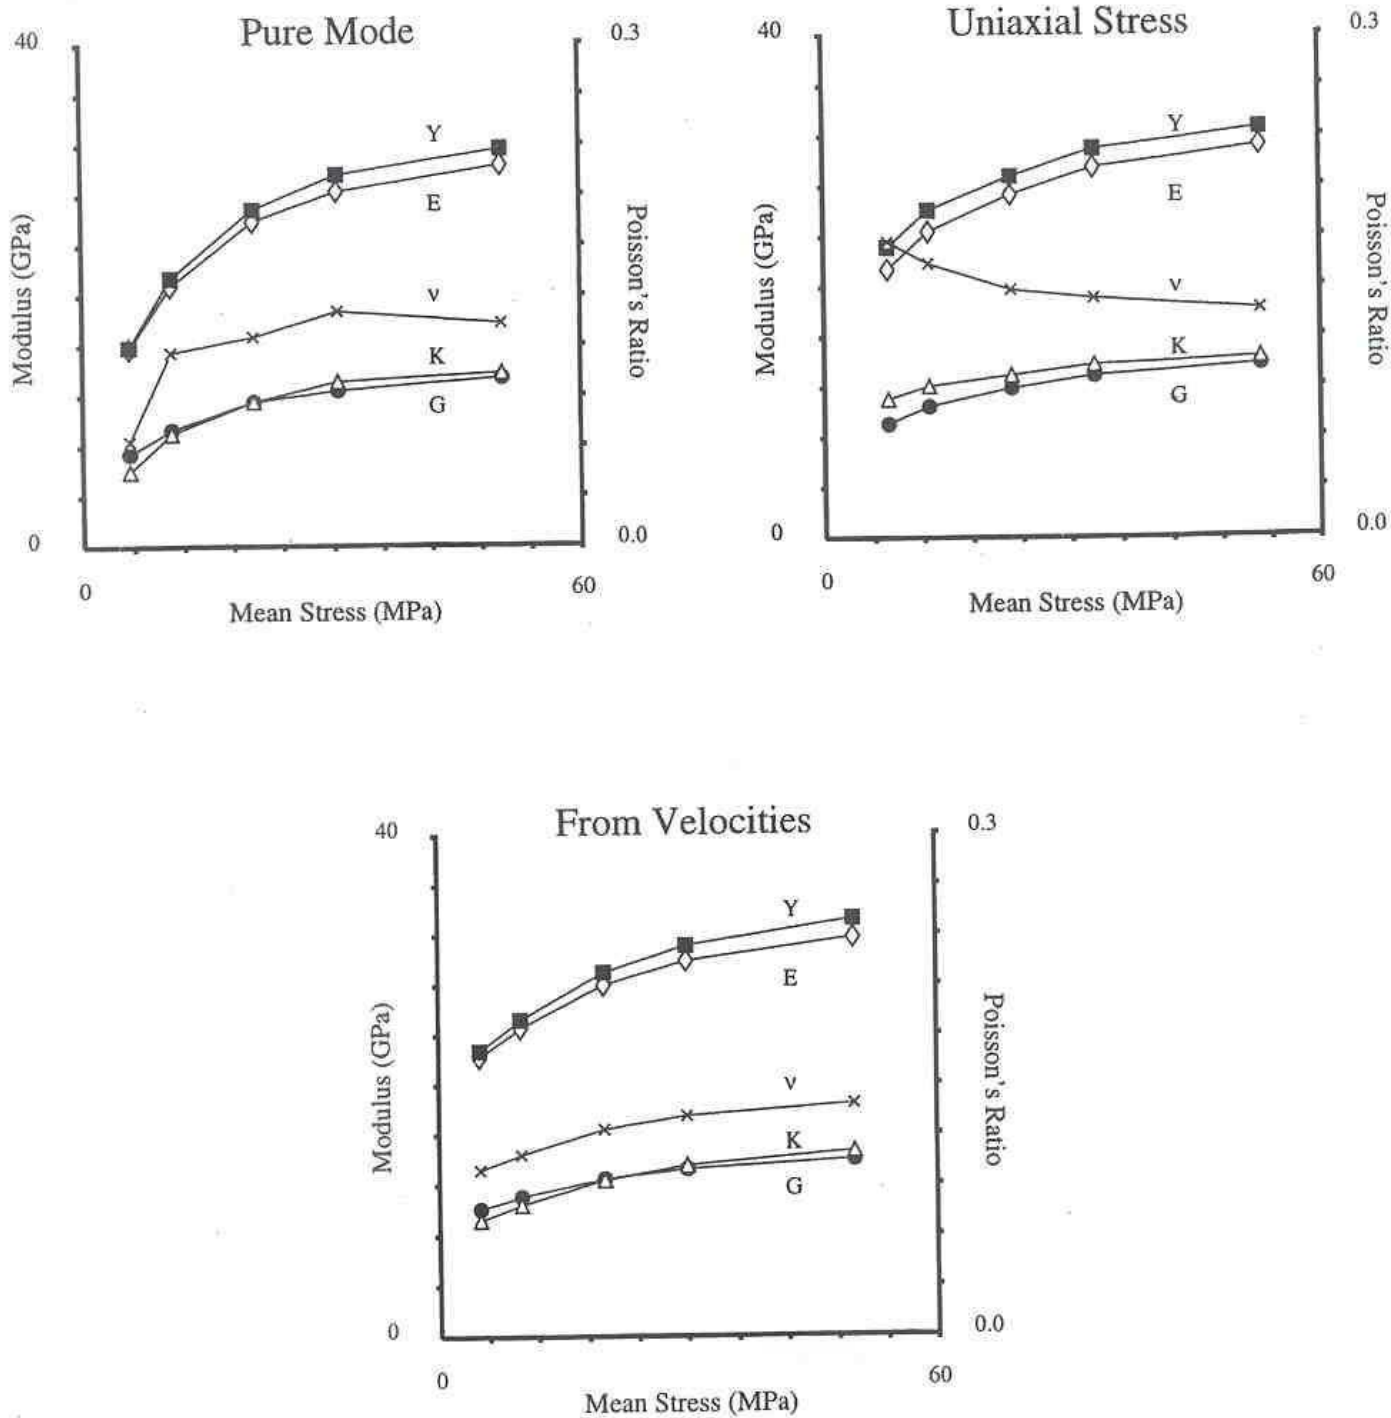 Pure Mode
40
0.3
Y
E
ν
K
G
Modulus (GPa)
Poisson's Ratio
0
0.0
0
60
Mean Stress (MPa)
Uniaxial Stress
40
0.3
Y
E
ν
K
G
Modulus (GPa)
Poisson's Ratio
0
0.0
0
60
Mean Stress (MPa)
From Velocities
40
0.3
Y
E
ν
K
G
Modulus (GPa)
Poisson's Ratio
0
0.0
0
60
Mean Stress (MPa)